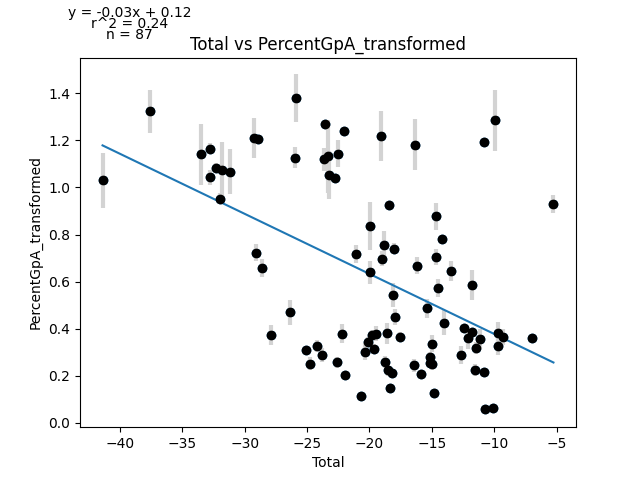 y = -0.03x + 0.12
r^2 = 0.24
n = 87
Total vs PercentGpA_transformed
PercentGpA_transformed
1.4
1.2
1.0
0.8
0.6
0.4
0.2
0.0
−40 −35 −30 −25 −20 −15 −10 −5
Total